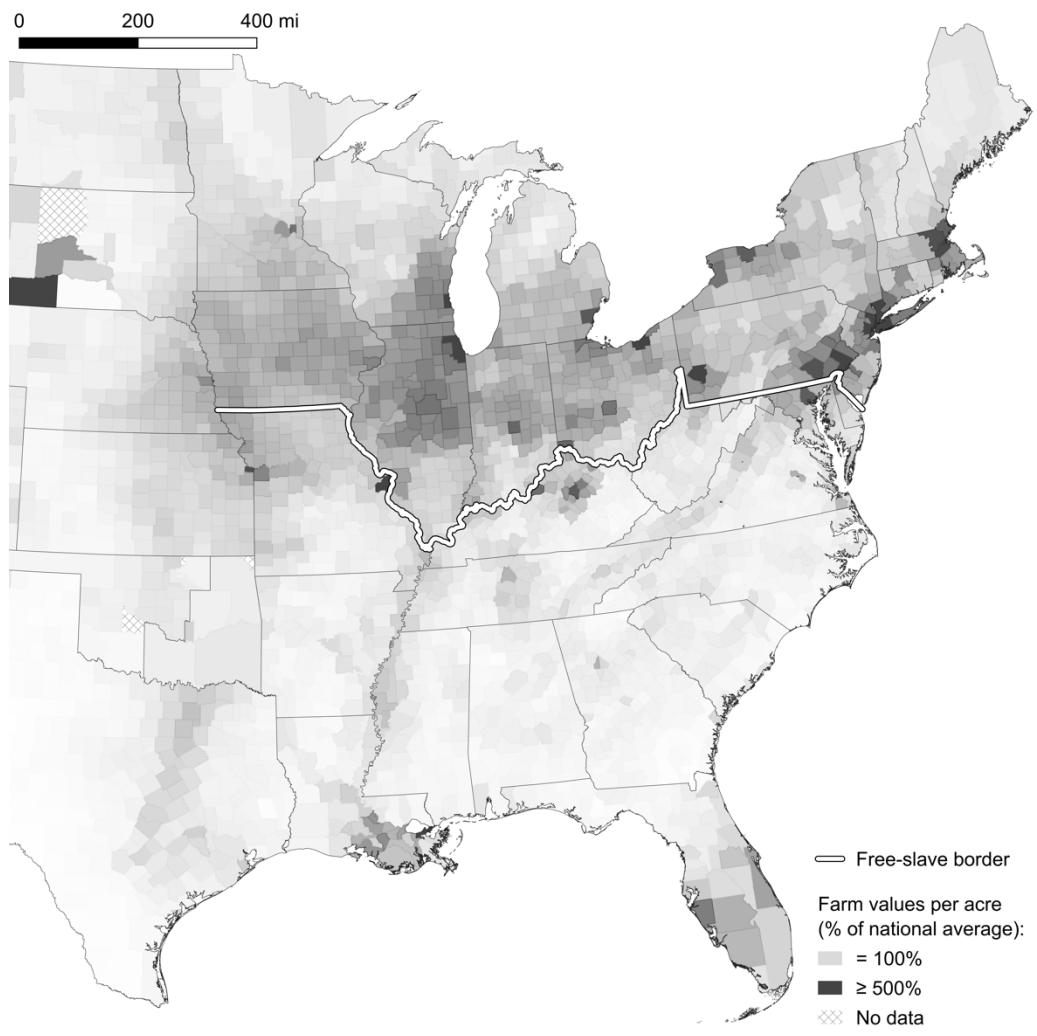 0 200 400 mi
Free-slave border
Farm values per acre
(% of national average):
= 100%
≥ 500%
No data